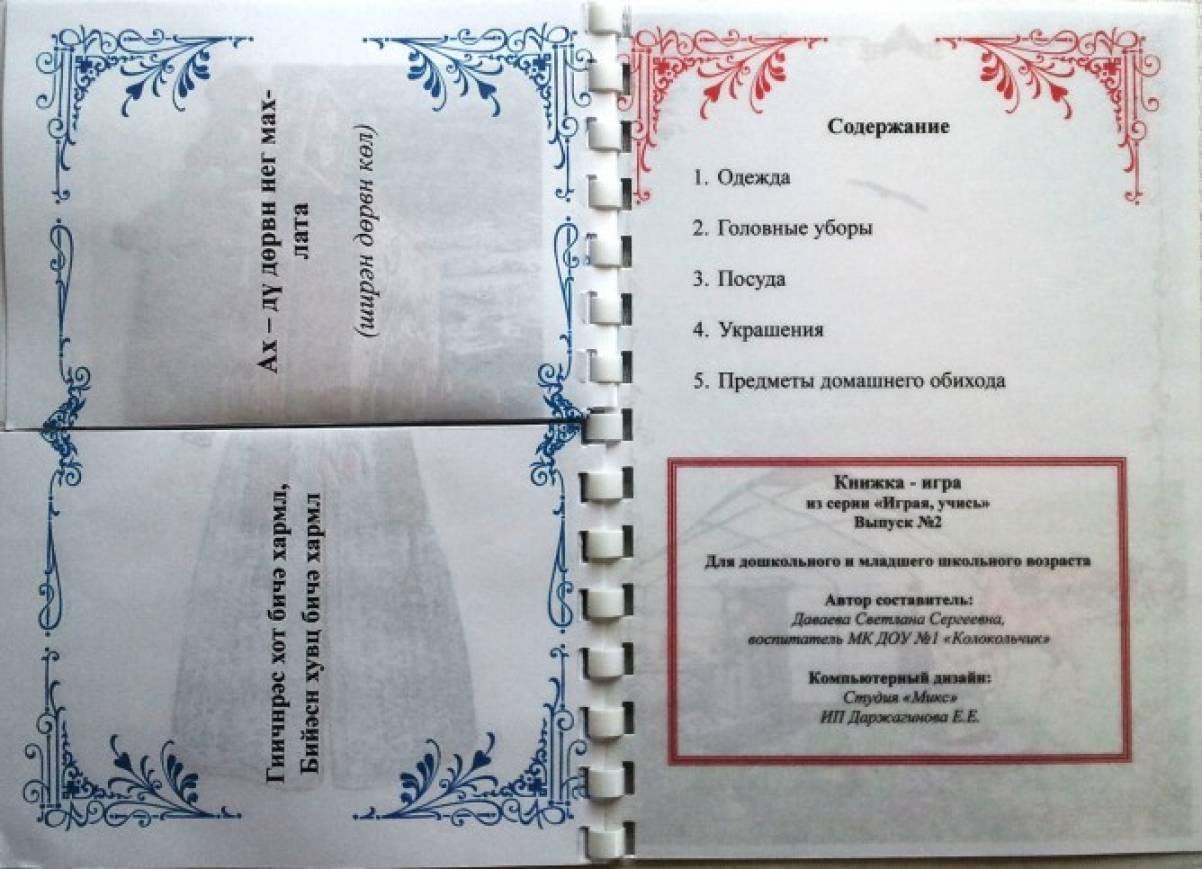 Ах – дү дөрвн нег мах-
лата
(ширән дөрвн көл)
Гиичнрәс хот бичә хармл,
Бийәсн хувц бичә хармл
Содержание
1. Одежда
2. Головные уборы
3. Посуда
4. Украшения
5. Предметы домашнего обихода
Книжка - игра
из серии «Играя, учись»
Выпуск №2
Для дошкольного и младшего школьного возраста
Автор составитель:
Даваева Светлана Сергеевна,
воспитатель МК ДОУ №1 «Колокольчик»
Компьютерный дизайн:
Студия «Микс»
ИП Даржагинова Е.Е.